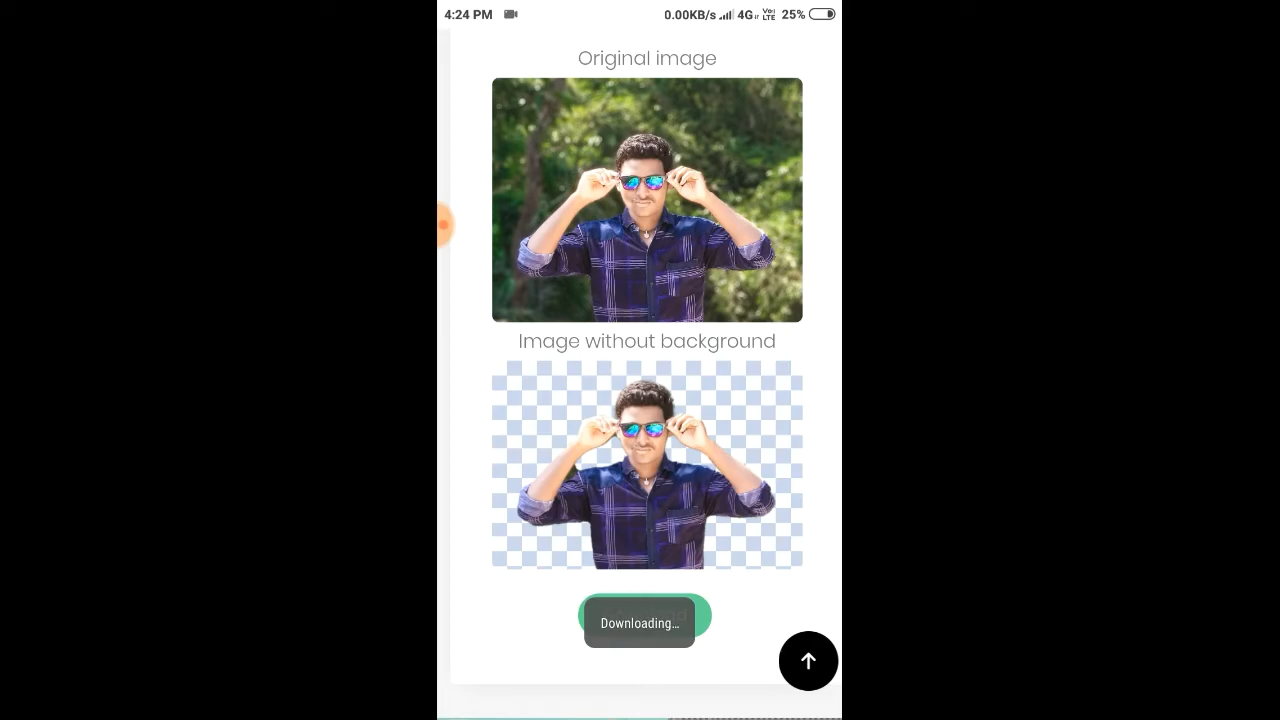 4:24 PM 0.00KB/s 4G Vo LTE 25%
Original image
Image without background
Downloading...